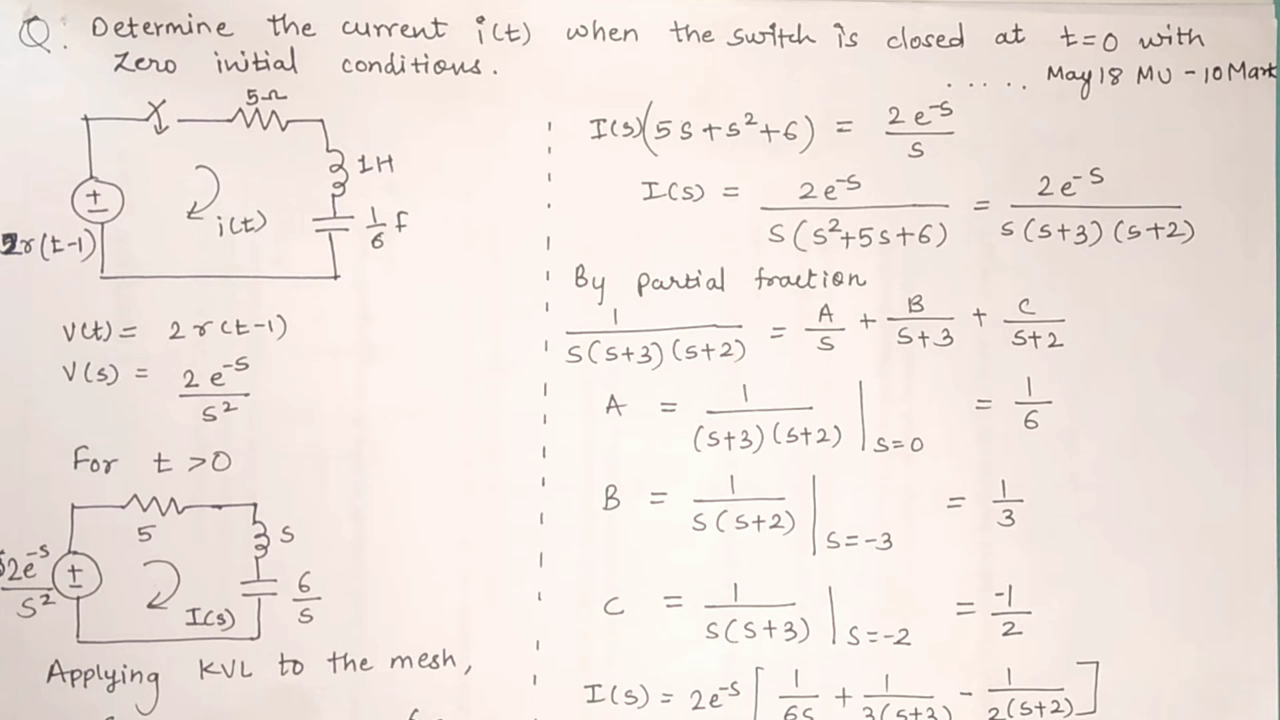 Q. Determine the current i(t) when the switch is closed at t=0 with
zero initial conditions.
..... May 18 MU - 10 Mark
5Ω
1H
1/6 f
i(t)
2r(t-1)
V(t) = 2r(t-1)
V(s) = 2e^-s / s^2
For t >0
5
s
6/s
2e^-s / s^2
I(s)
Applying KVL to the mesh,
I(s)(5s+s^2+6) = 2e^-s / s
I(s) = 2e^-s / s(s^2+5s+6) = 2e^-s / s(s+3)(s+2)
By partial fraction
1 / s(s+3)(s+2) = A/s + B/s+3 + C/s+2
A = 1 / (s+3)(s+2) | s=0 = 1/6
B = 1 / s(s+2) | s=-3 = 1/3
C = 1 / s(s+3) | s=-2 = -1/2
I(s) = 2e^-s [ 1/6s + 1/3(s+3) - 1/2(s+2) ]